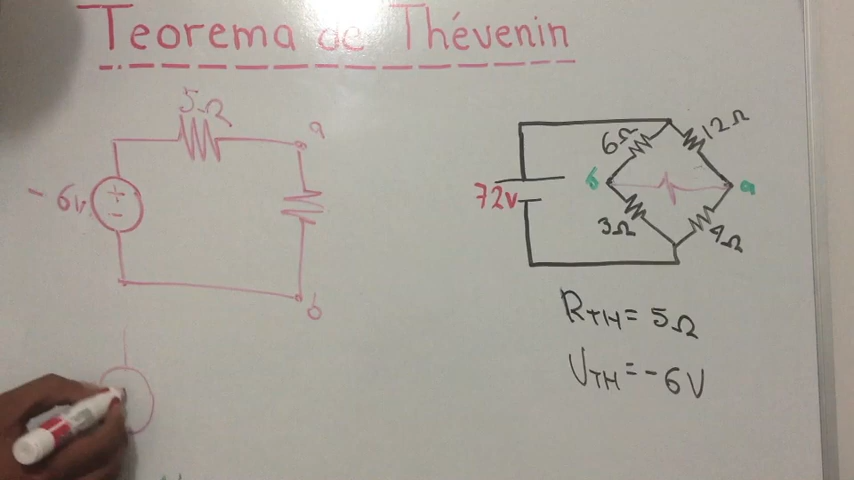 Teorema de Thévenin
5Ω
a
- 6v
+
-
b
6Ω
12Ω
72v
b
a
3Ω
4Ω
RTH = 5Ω
VTH = -6V